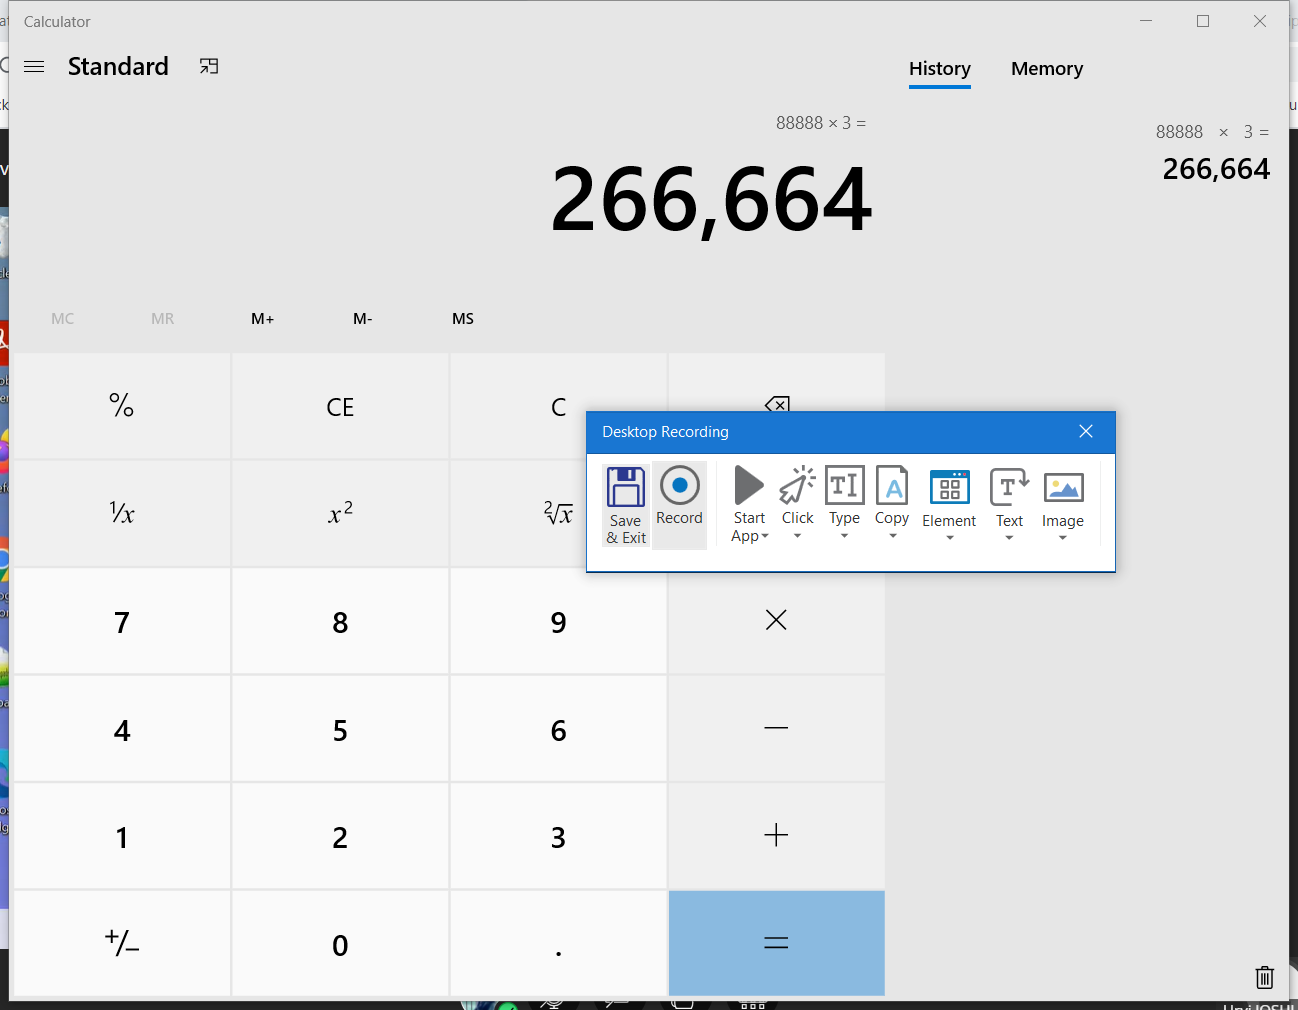 Calculator
Standard
History Memory
88888 × 3 =
266,664
88888 × 3 =
266,664
MC MR M+ M- MS
% CE C
⅟x x² ²√x
Desktop Recording
Save & Exit
Record
Start App
Click
Type
Copy
Element
Text
Image
7 8 9 ×
4 5 6 −
1 2 3 +
+/− 0 . =